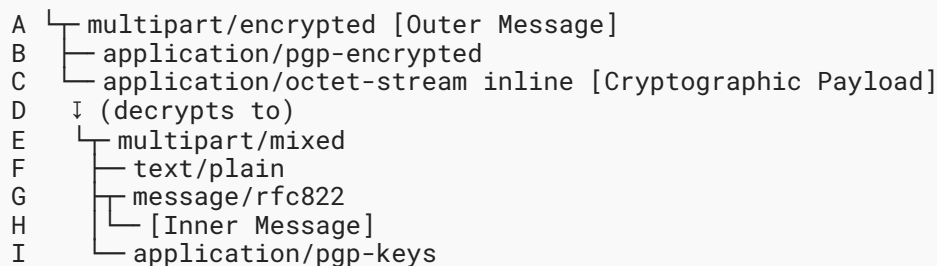 A └┬─ multipart/encrypted [Outer Message]
B  ├── application/pgp-encrypted
C  └── application/octet-stream inline [Cryptographic Payload]
D   ↧ (decrypts to)
E   └┬─ multipart/mixed
F    ├── text/plain
G    ├┬─ message/rfc822
H    │└── [Inner Message]
I    └── application/pgp-keys